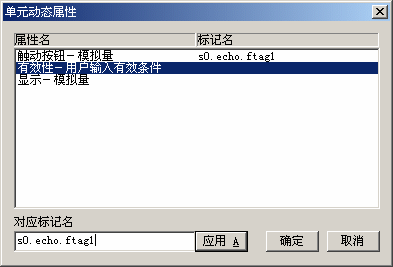 单元动态属性
属性名 标记名
触动按钮－模拟量 s0.echo.ftag1
有效性－用户输入有效条件
显示－模拟量
对应标记名
s0.echo.ftag1 应用 A 确定 取消